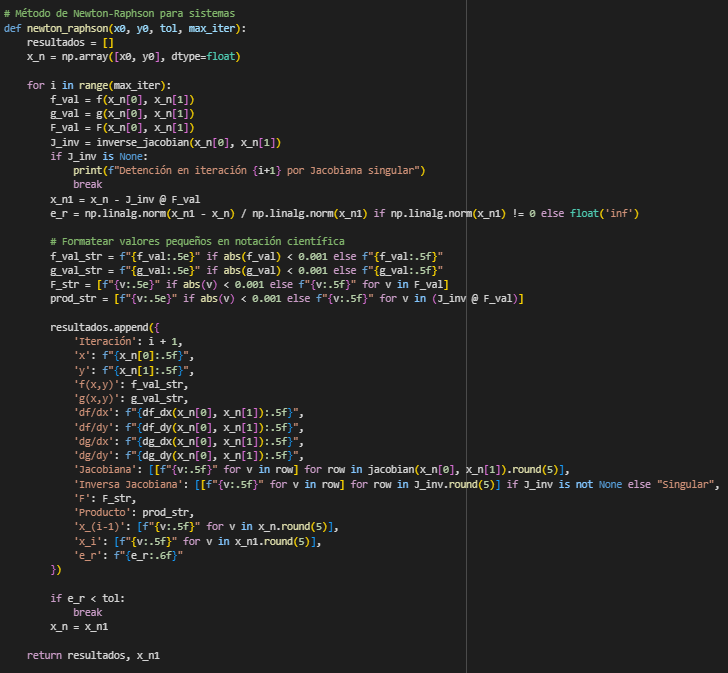 # Método de Newton-Raphson para sistemas
def newton_raphson(x0, y0, tol, max_iter):
    resultados = []
    x_n = np.array([x0, y0], dtype=float)

    for i in range(max_iter):
        f_val = f(x_n[0], x_n[1])
        g_val = g(x_n[0], x_n[1])
        F_val = F(x_n[0], x_n[1])
        J_inv = inverse_jacobian(x_n[0], x_n[1])
        if J_inv is None:
            print(f"Detención en iteración {i+1} por Jacobiana singular")
            break
        x_n1 = x_n - J_inv @ F_val
        e_r = np.linalg.norm(x_n1 - x_n) / np.linalg.norm(x_n1) if np.linalg.norm(x_n1) != 0 else float('inf')

        # Formatear valores pequeños en notación científica
        f_val_str = f"{f_val:.5e}" if abs(f_val) < 0.001 else f"{f_val:.5f}"
        g_val_str = f"{g_val:.5e}" if abs(g_val) < 0.001 else f"{g_val:.5f}"
        F_str = [f"{v:.5e}" if abs(v) < 0.001 else f"{v:.5f}" for v in F_val]
        prod_str = [f"{v:.5e}" if abs(v) < 0.001 else f"{v:.5f}" for v in (J_inv @ F_val)]

        resultados.append({
            'Iteración': i + 1,
            'x': f"{x_n[0]:.5f}",
            'y': f"{x_n[1]:.5f}",
            'f(x,y)': f_val_str,
            'g(x,y)': g_val_str,
            'df/dx': f"{df_dx(x_n[0], x_n[1]):.5f}",
            'df/dy': f"{df_dy(x_n[0], x_n[1]):.5f}",
            'dg/dx': f"{dg_dx(x_n[0], x_n[1]):.5f}",
            'dg/dy': f"{dg_dy(x_n[0], x_n[1]):.5f}",
            'Jacobiana': [[f"{v:.5f}" for v in row] for row in jacobian(x_n[0], x_n[1]).round(5)],
            'Inversa Jacobiana': [[f"{v:.5f}" for v in row] for row in J_inv.round(5)] if J_inv is not None else "Singular",
            'F': F_str,
            'Producto': prod_str,
            'x_(i-1)': [f"{v:.5f}" for v in x_n.round(5)],
            'x_i': [f"{v:.5f}" for v in x_n1.round(5)],
            'e_r': f"{e_r:.6f}"
        })

        if e_r < tol:
            break
        x_n = x_n1

    return resultados, x_n1